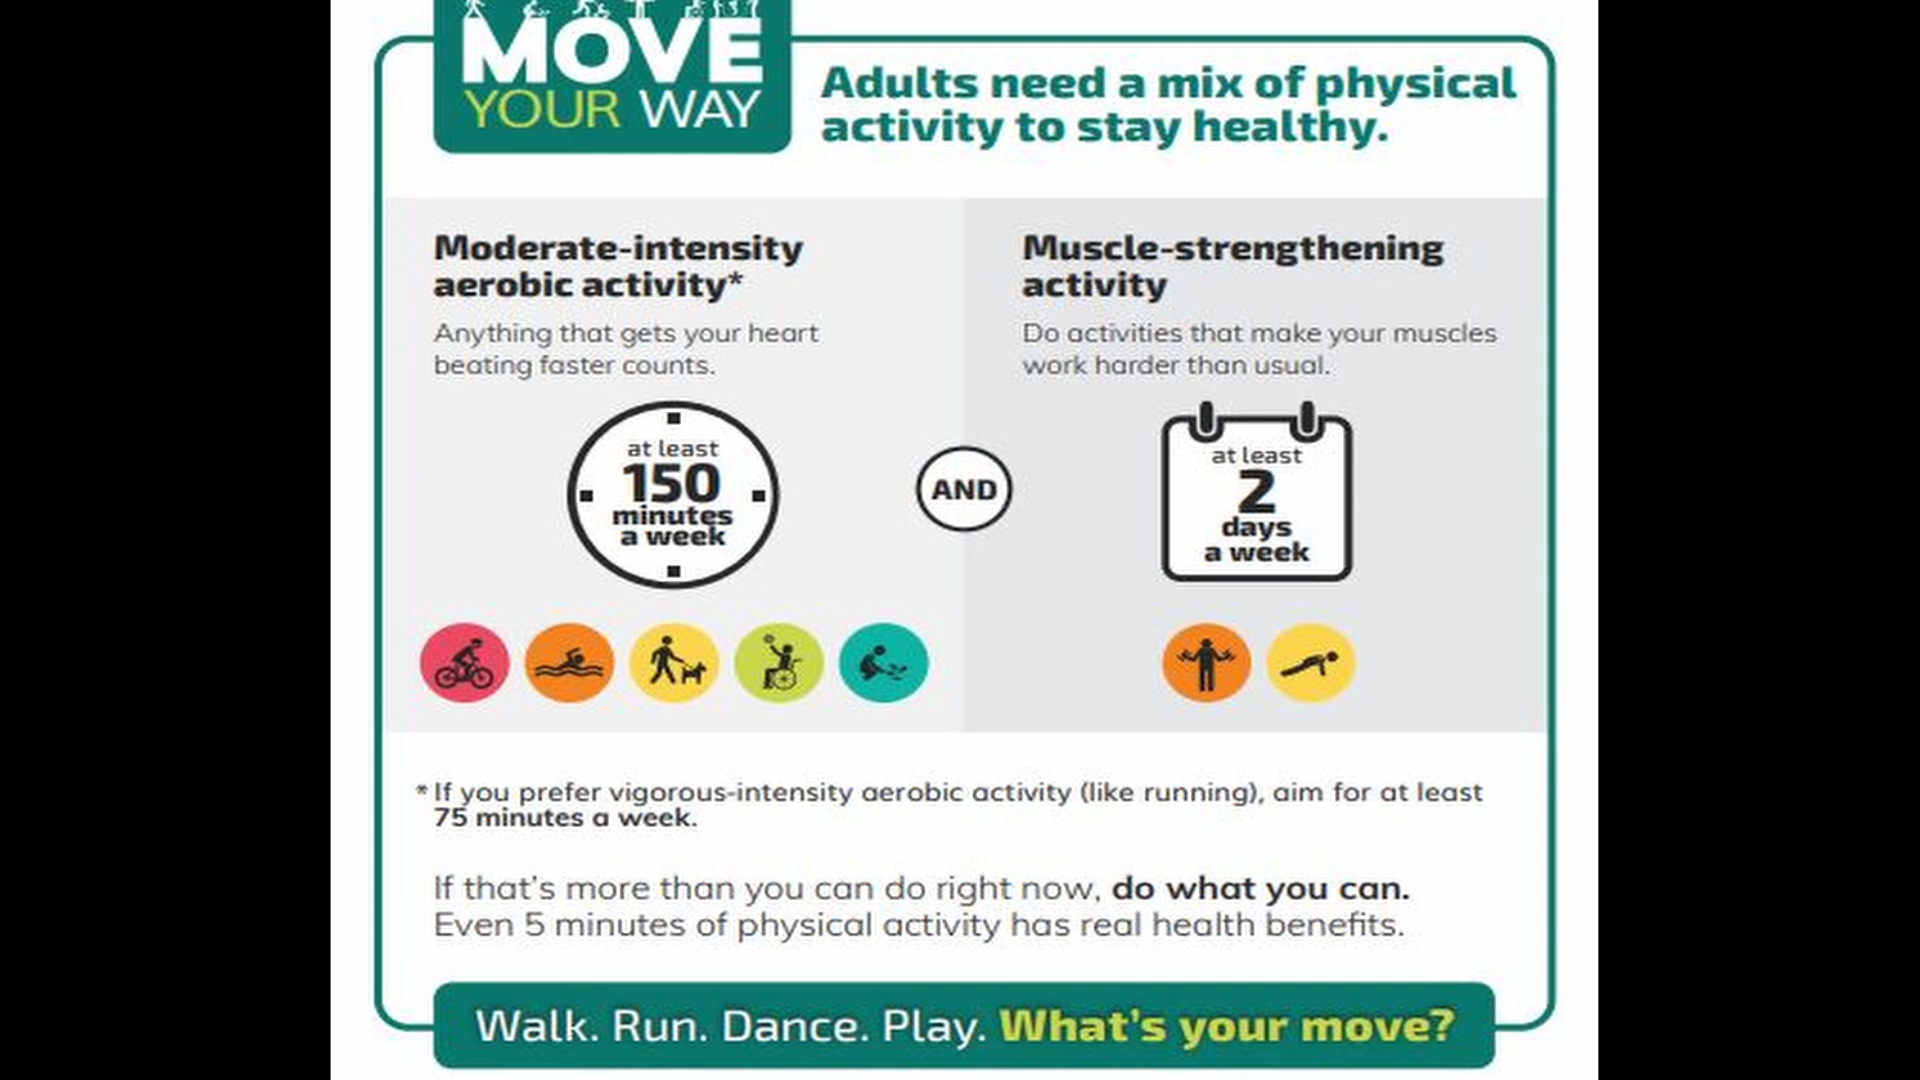 MOVE
YOUR WAY
Adults need a mix of physical
activity to stay healthy.
Moderate-intensity
aerobic activity*
Anything that gets your heart
beating faster counts.
at least
150
minutes
a week
AND
Muscle-strengthening
activity
Do activities that make your muscles
work harder than usual.
at least
2
days
a week
* If you prefer vigorous-intensity aerobic activity (like running), aim for at least
75 minutes a week.
If that's more than you can do right now, do what you can.
Even 5 minutes of physical activity has real health benefits.
Walk. Run. Dance. Play. What's your move?